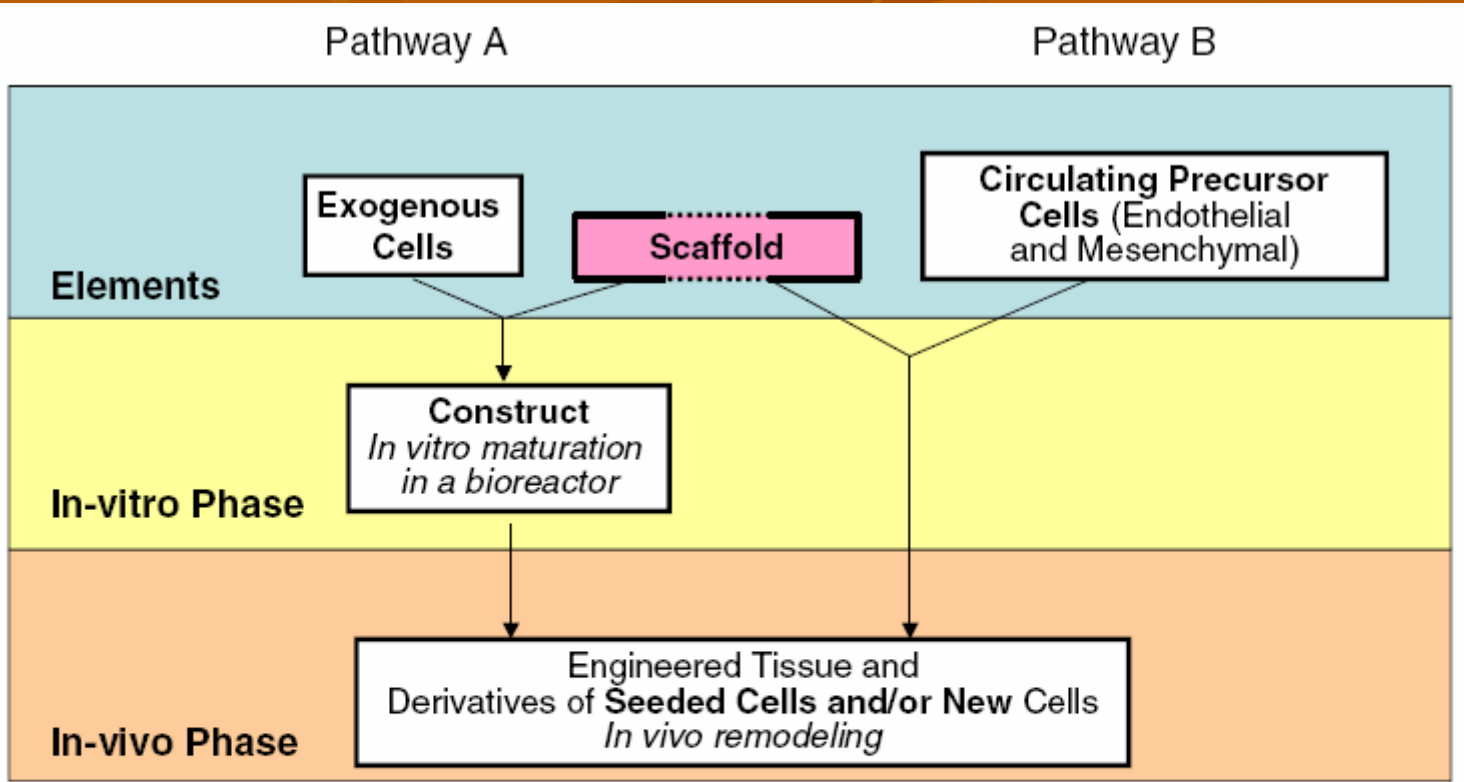 Pathway A
Pathway B
Exogenous
Cells
Scaffold
Circulating Precursor
Cells (Endothelial
and Mesenchymal)
Elements
Construct
In vitro maturation
in a bioreactor
In-vitro Phase
Engineered Tissue and
Derivatives of Seeded Cells and/or New Cells
In vivo remodeling
In-vivo Phase